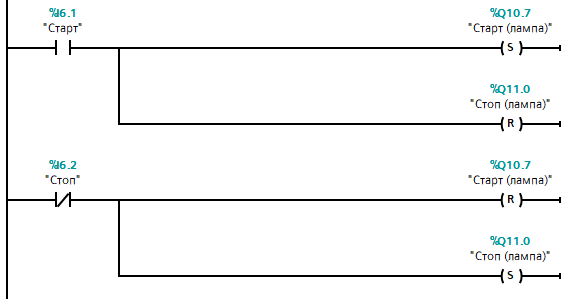 %I6.1
"Старт"
%Q10.7
"Старт (лампа)"
S
%Q11.0
"Стоп (лампа)"
R
%I6.2
"Стоп"
%Q10.7
"Старт (лампа)"
R
%Q11.0
"Стоп (лампа)"
S